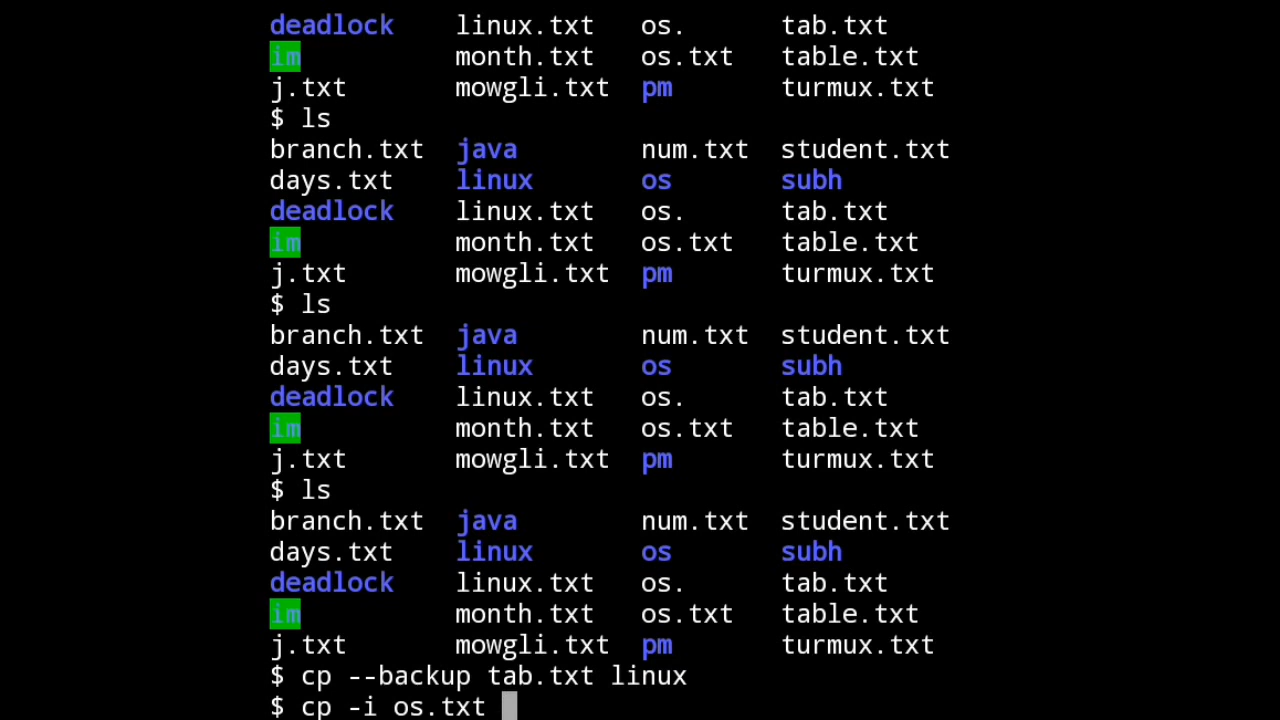 deadlock    linux.txt   os.      tab.txt
im          month.txt   os.txt   table.txt
j.txt       mowgli.txt  pm       turmux.txt
$ ls
branch.txt  java        num.txt  student.txt
days.txt    linux       os       subh
deadlock    linux.txt   os.      tab.txt
im          month.txt   os.txt   table.txt
j.txt       mowgli.txt  pm       turmux.txt
$ ls
branch.txt  java        num.txt  student.txt
days.txt    linux       os       subh
deadlock    linux.txt   os.      tab.txt
im          month.txt   os.txt   table.txt
j.txt       mowgli.txt  pm       turmux.txt
$ ls
branch.txt  java        num.txt  student.txt
days.txt    linux       os       subh
deadlock    linux.txt   os.      tab.txt
im          month.txt   os.txt   table.txt
j.txt       mowgli.txt  pm       turmux.txt
$ cp --backup tab.txt linux
$ cp -i os.txt